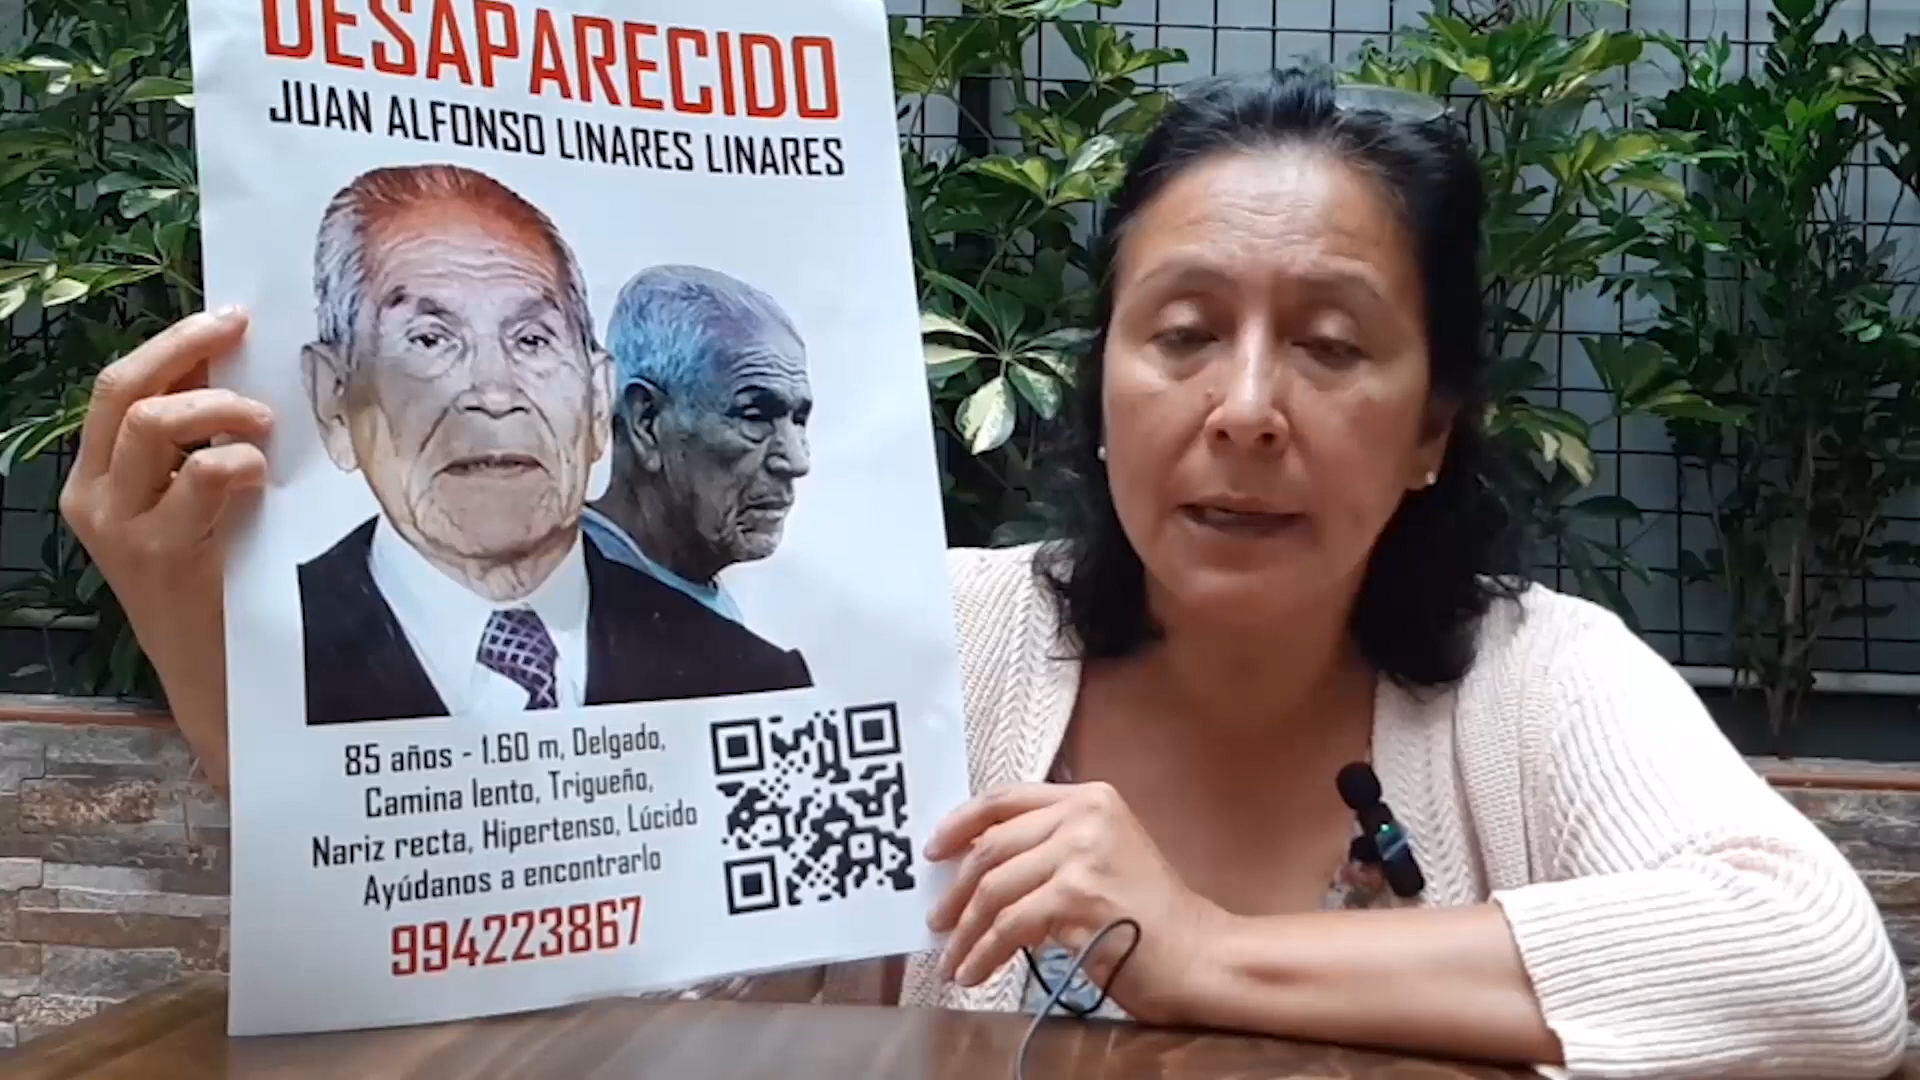 DESAPARECIDO
JUAN ALFONSO LINARES LINARES
85 años - 1.60 m, Delgado,
Camina lento, Trigueño,
Nariz recta, Hipertenso, Lúcido
Ayúdanos a encontrarlo
994223867